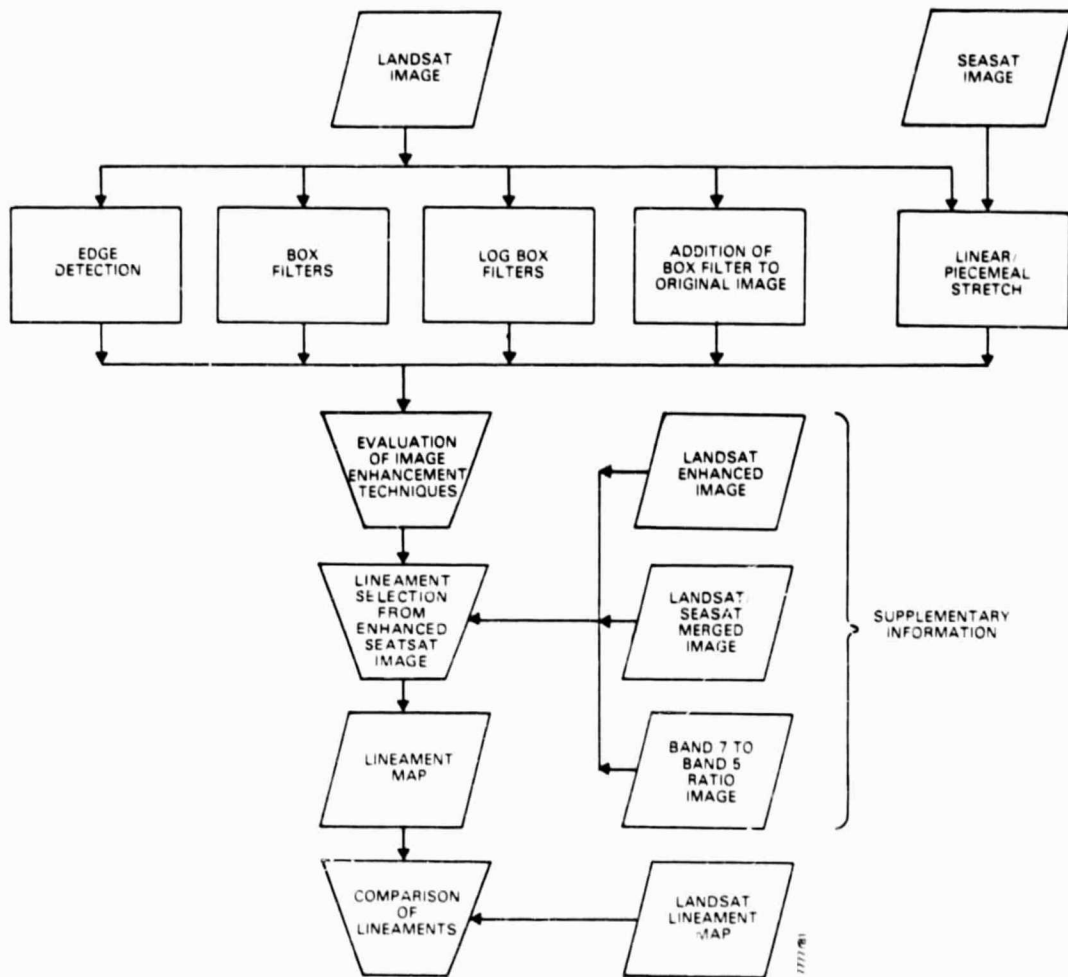 LANDSAT
IMAGE
SEASAT
IMAGE
EDGE
DETECTION
BOX
FILTERS
LOG BOX
FILTERS
ADDITION OF
BOX FILTER TO
ORIGINAL IMAGE
LINEAR/
PIECEMEAL
STRETCH
EVALUATION
OF IMAGE
ENHANCEMENT
TECHNIQUES
LANDSAT
ENHANCED
IMAGE
LINEAMENT
SELECTION
FROM
ENHANCED
SEATSAT
IMAGE
LANDSAT/
SEASAT
MERGED
IMAGE
SUPPLEMENTARY
INFORMATION
LINEAMENT
MAP
BAND 7 TO
BAND 5
RATIO
IMAGE
COMPARISON
OF
LINEAMENTS
LANDSAT
LINEAMENT
MAP